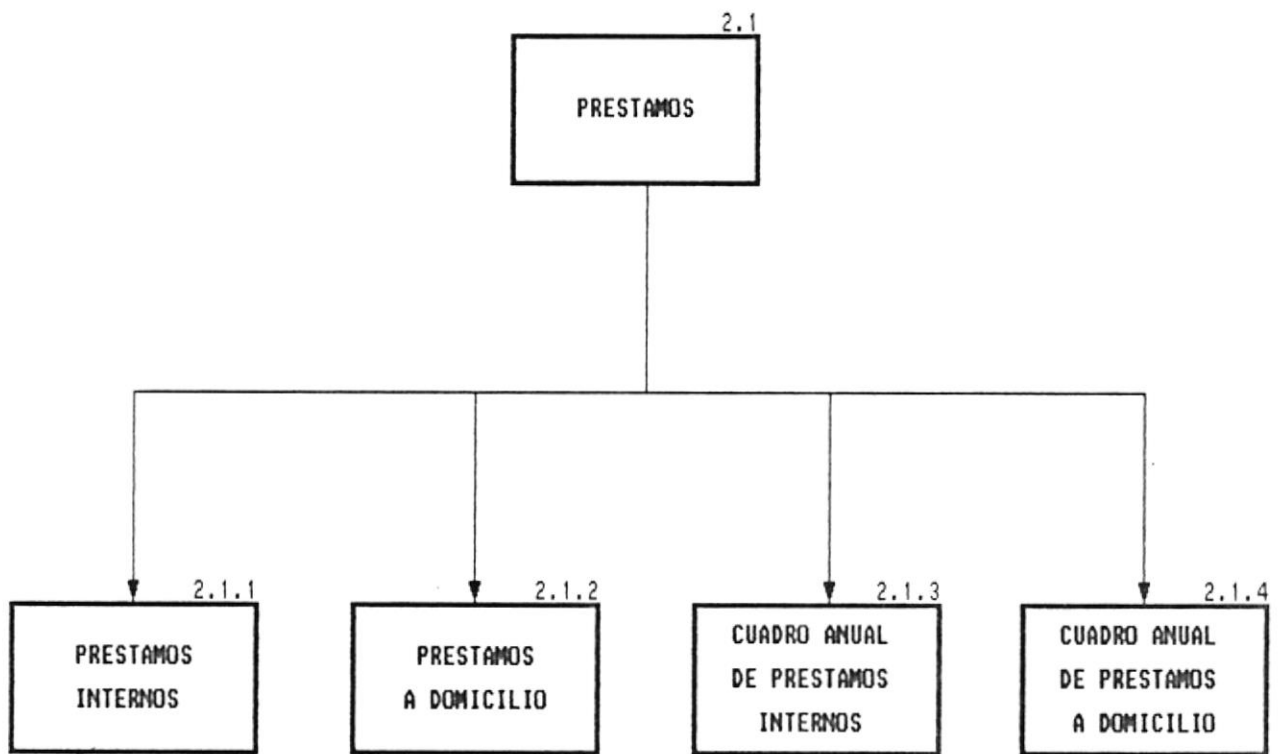 2.1
PRESTAMOS
2.1.1
PRESTAMOS
INTERNOS
2.1.2
PRESTAMOS
A DOMICILIO
2.1.3
CUADRO ANUAL
DE PRESTAMOS
INTERNOS
2.1.4
CUADRO ANUAL
DE PRESTAMOS
A DOMICILIO